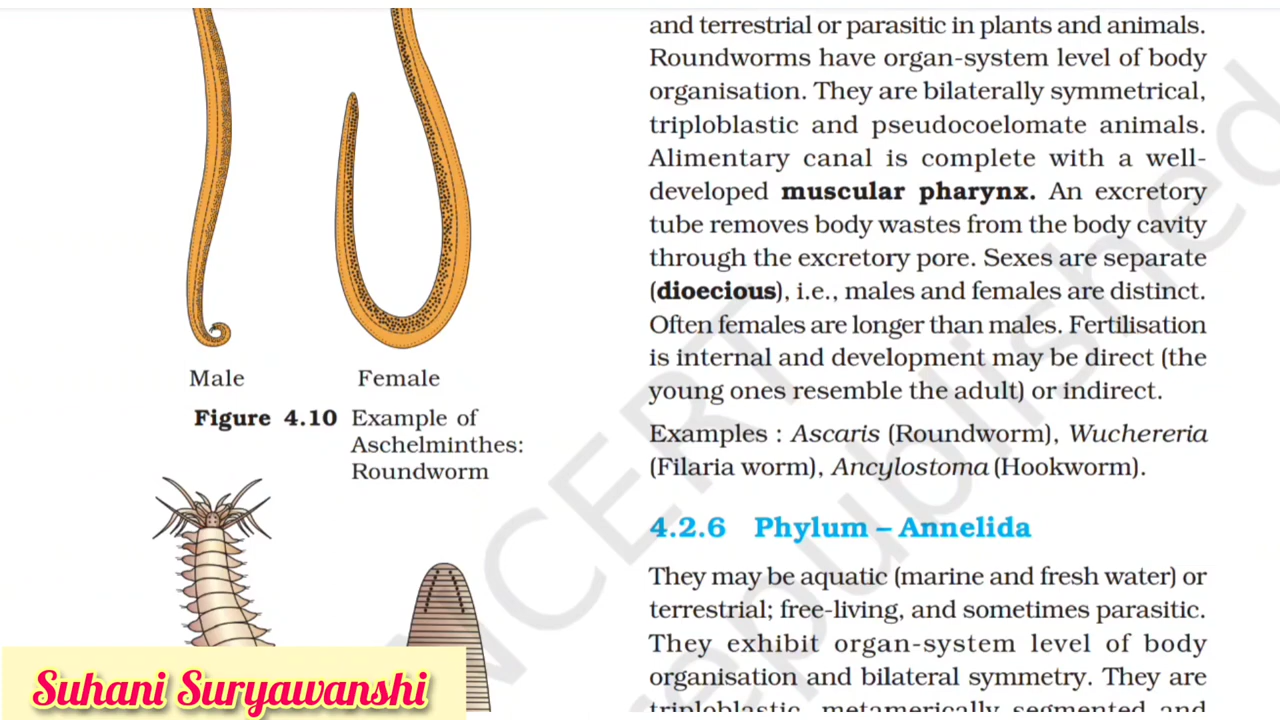 Male Female
Figure 4.10 Example of
Aschelminthes:
Roundworm
and terrestrial or parasitic in plants and animals.
Roundworms have organ-system level of body
organisation. They are bilaterally symmetrical,
triploblastic and pseudocoelomate animals.
Alimentary canal is complete with a well-
developed muscular pharynx. An excretory
tube removes body wastes from the body cavity
through the excretory pore. Sexes are separate
(dioecious), i.e., males and females are distinct.
Often females are longer than males. Fertilisation
is internal and development may be direct (the
young ones resemble the adult) or indirect.
Examples : Ascaris (Roundworm), Wuchereria
(Filaria worm), Ancylostoma (Hookworm).
4.2.6 Phylum – Annelida
They may be aquatic (marine and fresh water) or
terrestrial; free-living, and sometimes parasitic.
They exhibit organ-system level of body
organisation and bilateral symmetry. They are
triploblastic, metamerically segmented and
NCERT
republished
Suhani Suryawanshi